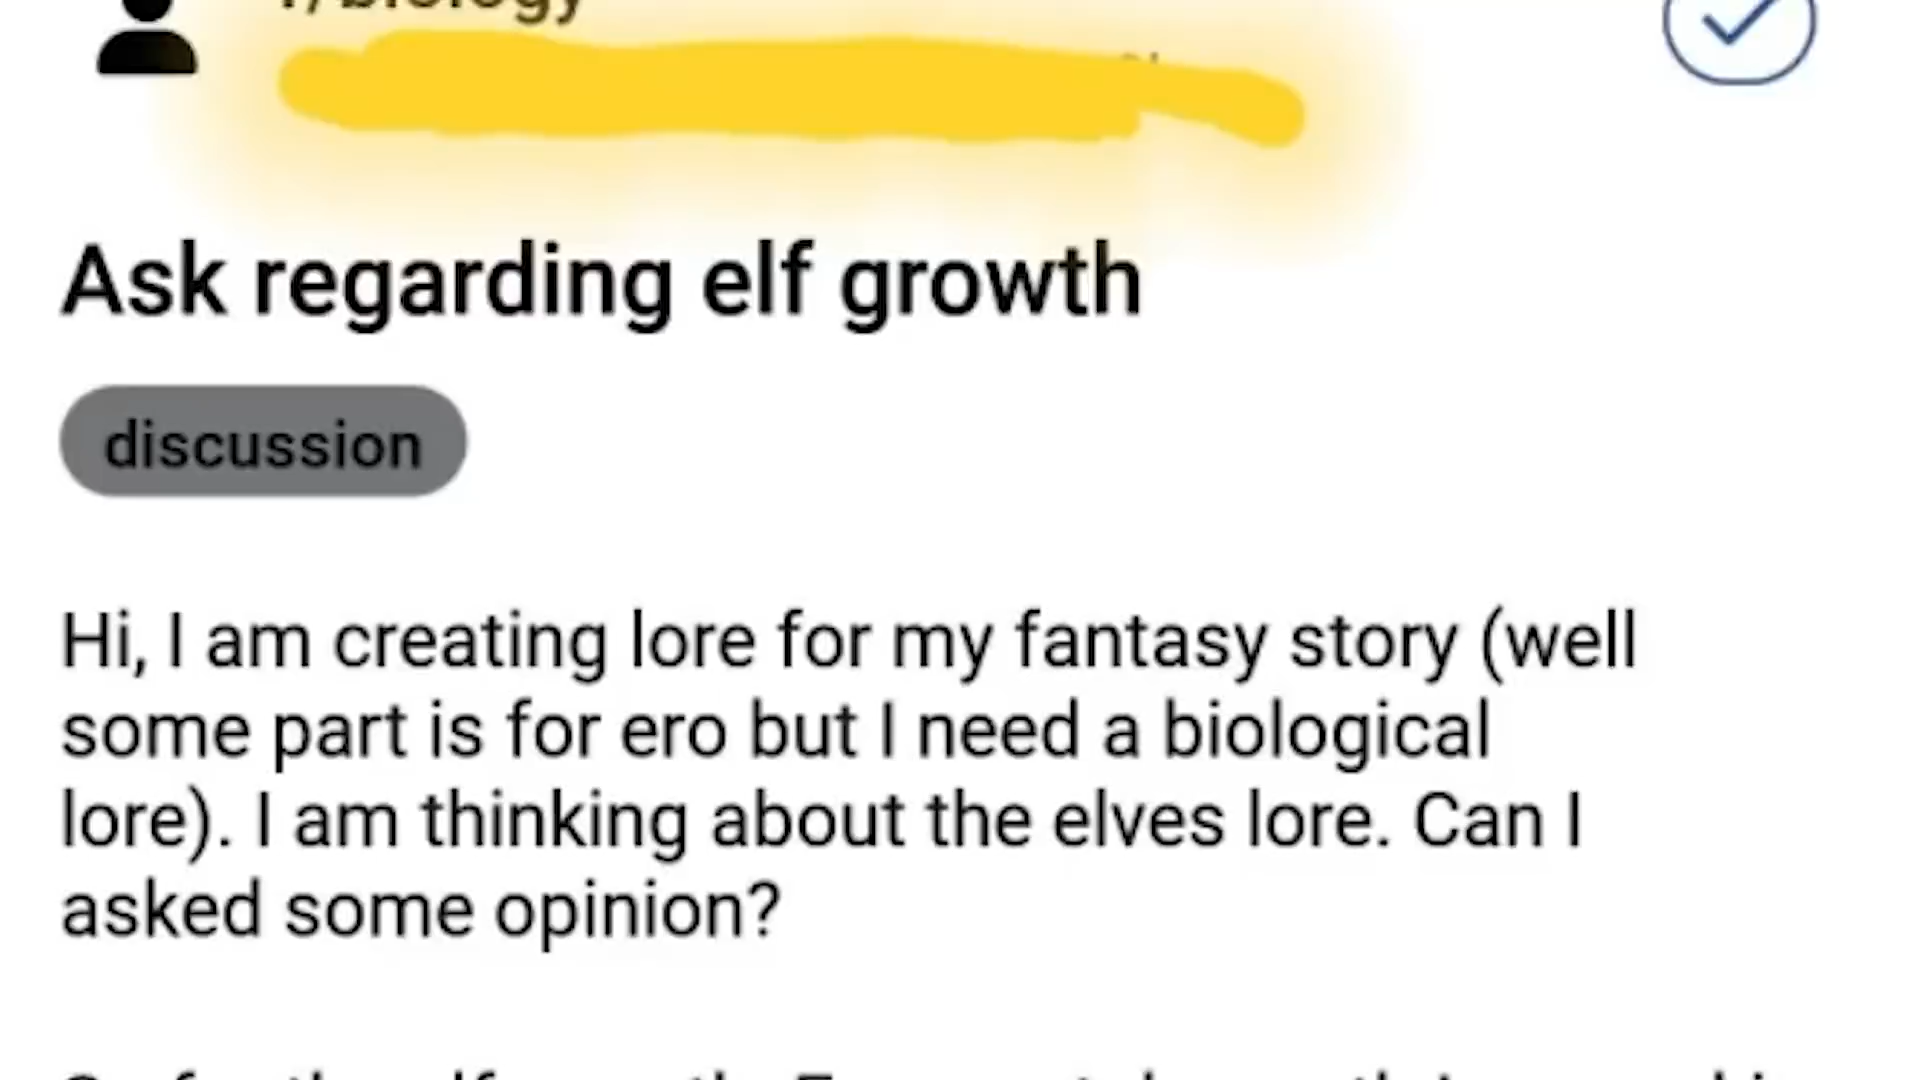 r/biology
Ask regarding elf growth
discussion
Hi, I am creating lore for my fantasy story (well
some part is for ero but I need a biological
lore). I am thinking about the elves lore. Can I
asked some opinion?